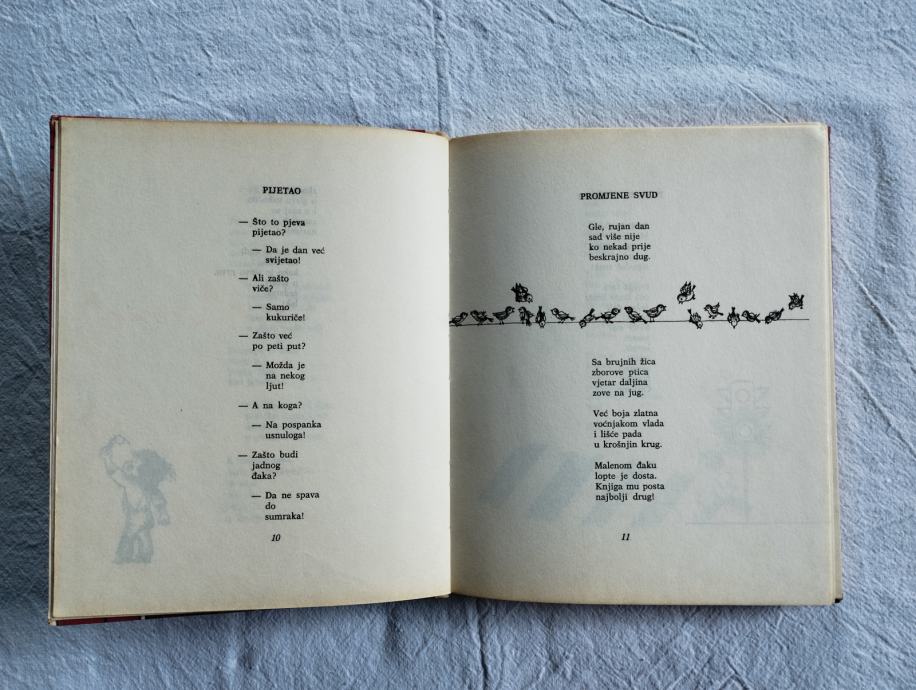 PIJETAO
— Što to pjeva
pijetao?
— Da je dan već
svijetao!
— Ali zašto
viče?
— Samo
kukuriče!
— Zašto već
po peti put?
— Možda je
na nekog
ljut!
— A na koga?
— Na pospanka
usnuloga!
— Zašto budi
jadnog
đaka?
— Da ne spava
do
sumraka!
10
PROMJENE SVUD
Gle, rujan dan
sad više nije
ko nekad prije
beskrajno dug.
Sa brujnih žica
zborove ptica
vjetar daljina
zove na jug.
Već boja zlatna
voćnjakom vlada
i lišće pada
u krošnjin krug.
Malenom đaku
lopte je dosta.
Knjiga mu posta
najbolji drug!
11